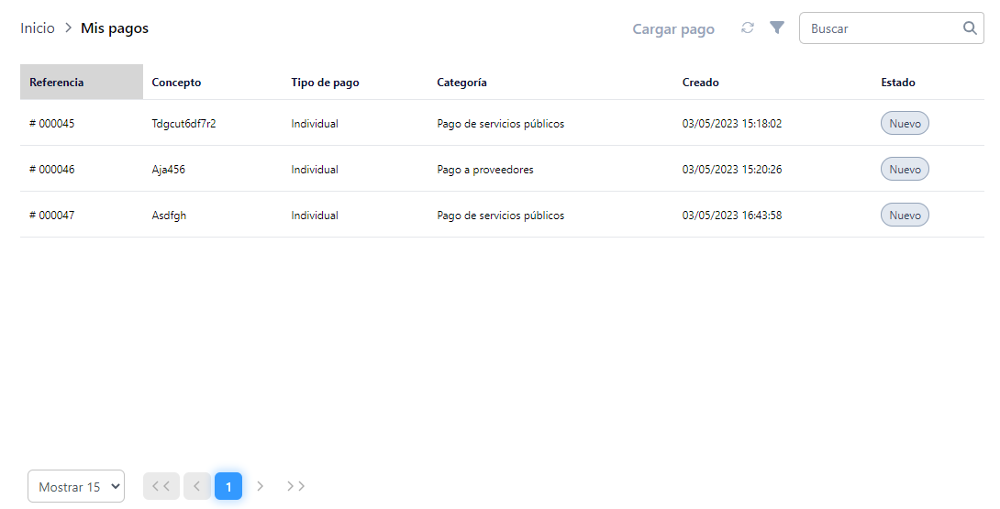 Inicio > Mis pagos Cargar pago Buscar
Referencia Concepto Tipo de pago Categoría Creado Estado
# 000045 Tdgcut6df7r2 Individual Pago de servicios públicos 03/05/2023 15:18:02 Nuevo
# 000046 Aja456 Individual Pago a proveedores 03/05/2023 15:20:26 Nuevo
# 000047 Asdfgh Individual Pago de servicios públicos 03/05/2023 16:43:58 Nuevo
Mostrar 15 << < 1 > >>